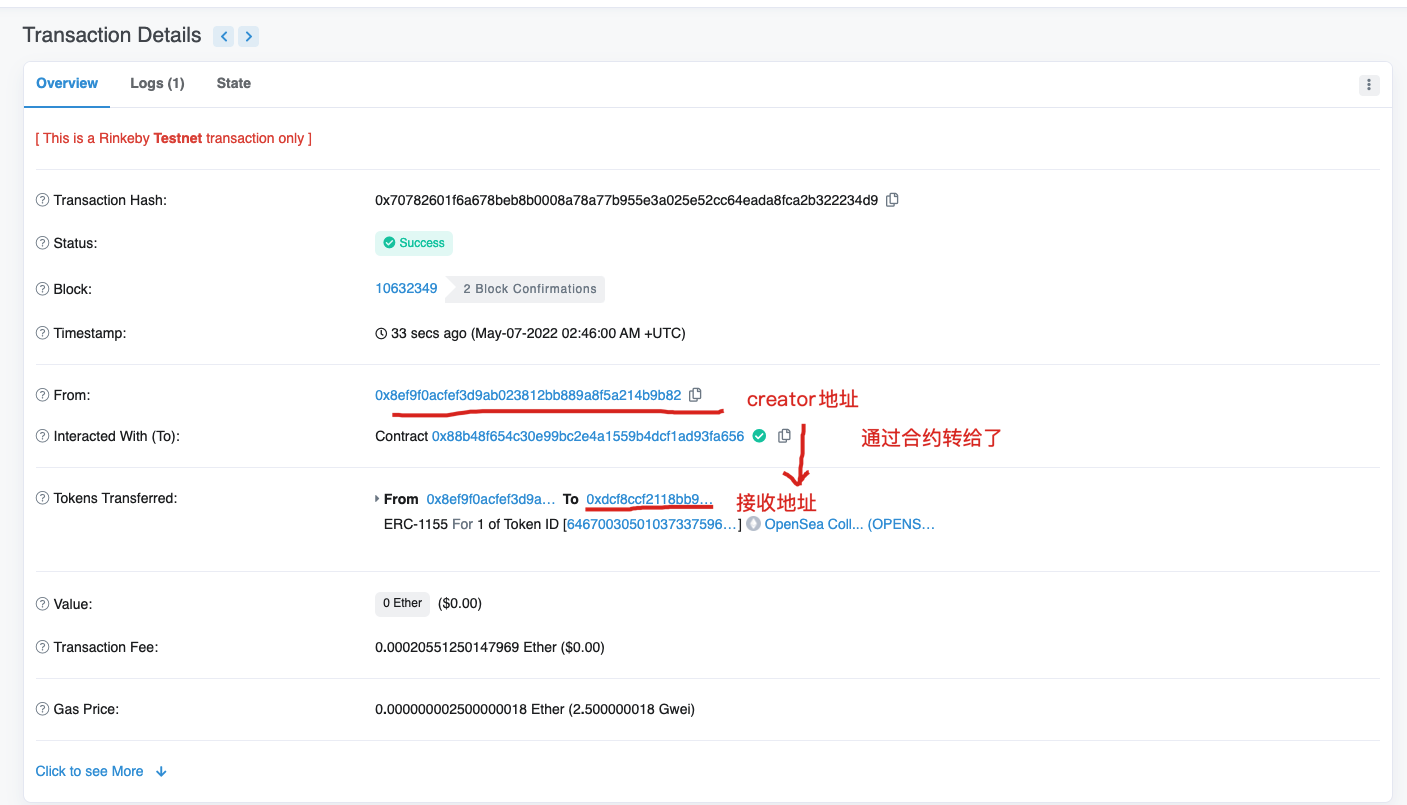 Transaction Details
Overview Logs (1) State
[ This is a Rinkeby Testnet transaction only ]
Transaction Hash: 0x70782601f6a678beb8b0008a78a77b955e3a025e52cc64eada8fca2b322234d9
Status: Success
Block: 10632349 2 Block Confirmations
Timestamp: 33 secs ago (May-07-2022 02:46:00 AM +UTC)
From: 0x8ef9f0acfef3d9ab023812bb889a8f5a214b9b82 creator地址
Interacted With (To): Contract 0x88b48f654c30e99bc2e4a1559b4dcf1ad93fa656 通过合约转给了
Tokens Transferred: From 0x8ef9f0acfef3d9a... To 0xdcf8ccf2118bb9... 接收地址
ERC-1155 For 1 of Token ID [64670030501037337596...] OpenSea Coll... (OPENS...
Value: 0 Ether ($0.00)
Transaction Fee: 0.00020551250147969 Ether ($0.00)
Gas Price: 0.000000002500000018 Ether (2.500000018 Gwei)
Click to see More